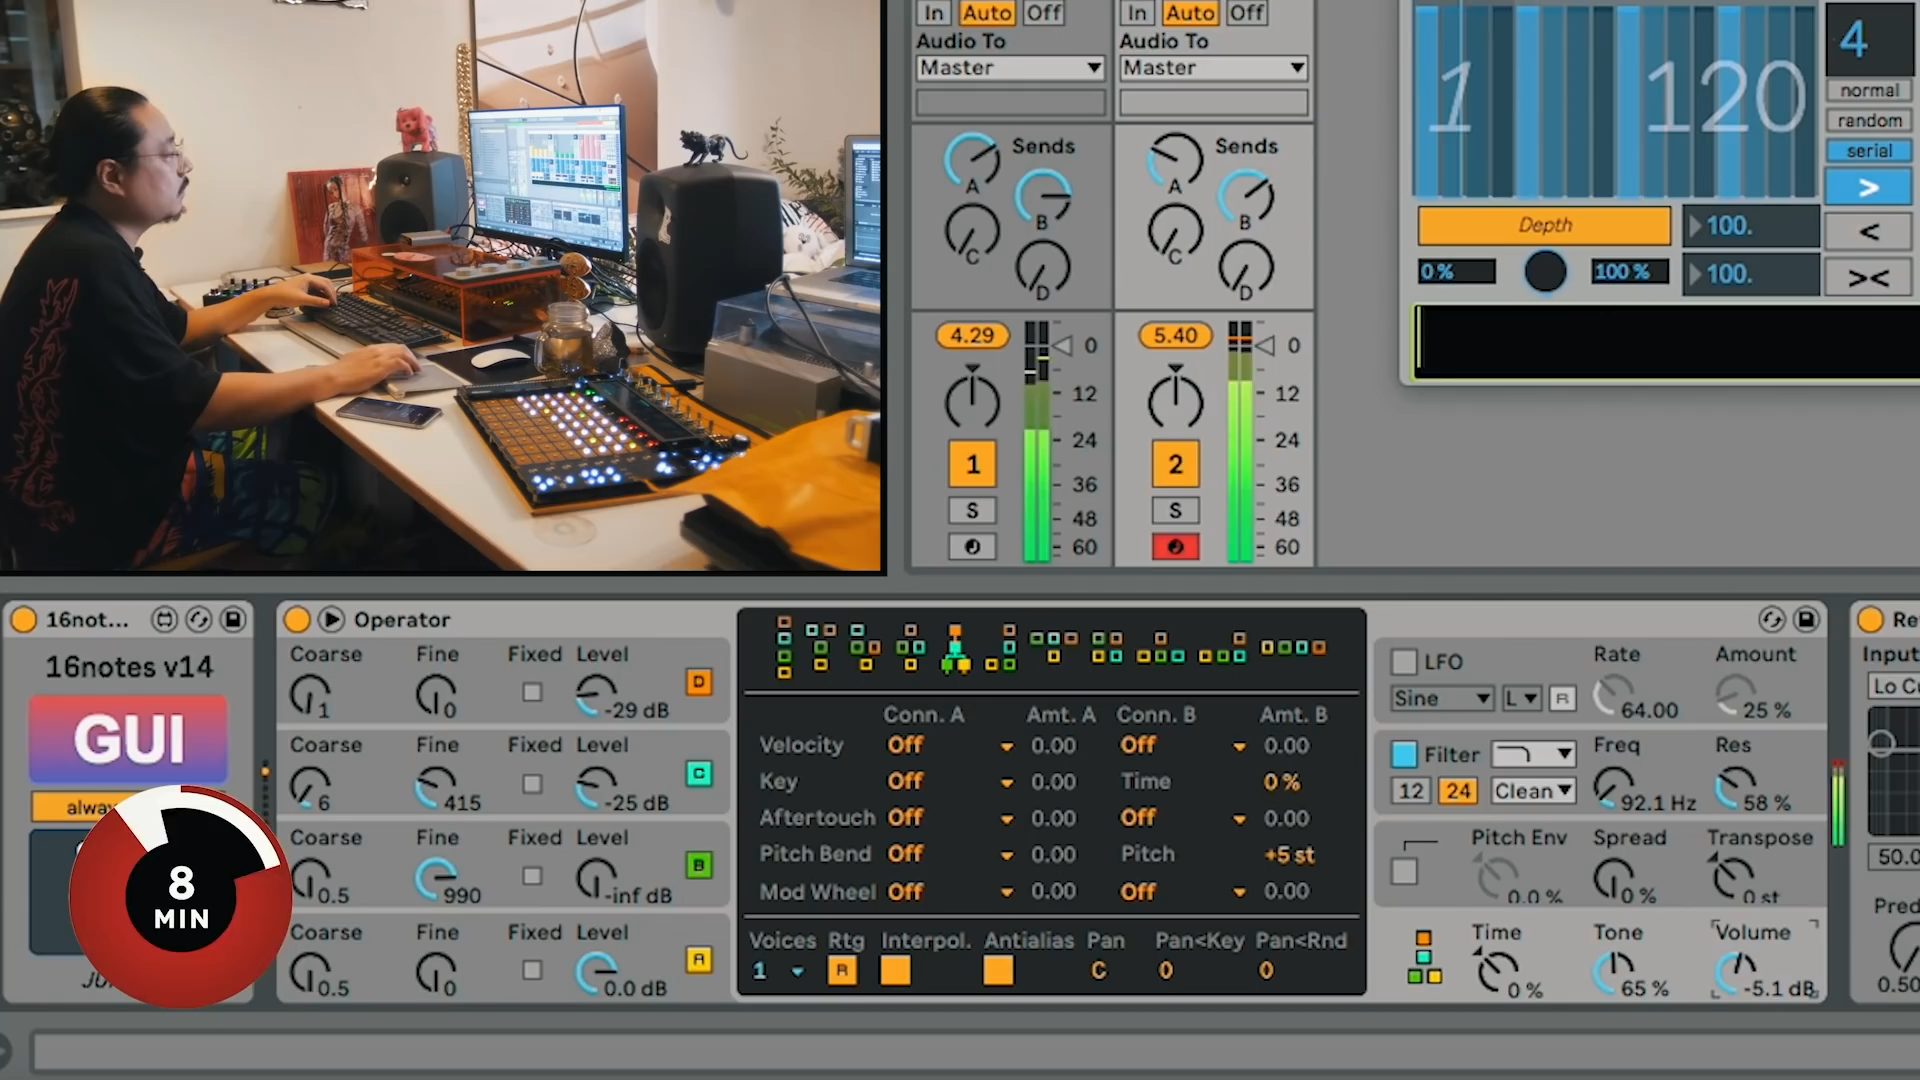 In Auto Off
Audio To
Master
In Auto Off
Audio To
Master
Sends
A
B
C
D
Sends
A
B
C
D
4.29
0
12
24
36
48
60
1
S
5.40
0
12
24
36
48
60
2
S
1 120
4
normal
random
serial
>
<
><
Depth
100.
0 %
100 %
100.
16not...
16notes v14
GUI
8
MIN
Operator
Coarse Fine Fixed Level
1 0 -29 dB D
Coarse Fine Fixed Level
6 415 -25 dB C
Coarse Fine Fixed Level
0.5 990 -inf dB B
Coarse Fine Fixed Level
0.5 0 0.0 dB A
Conn. A Amt. A Conn. B Amt. B
Velocity Off 0.00 Off 0.00
Key Off 0.00 Time 0 %
Aftertouch Off 0.00 Off 0.00
Pitch Bend Off 0.00 Pitch +5 st
Mod Wheel Off 0.00 Off 0.00
Voices Rtg Interpol. Antialias Pan Pan<Key Pan<Rnd
1 R C 0 0
LFO Rate Amount
Sine L R 64.00 25 %
Filter Freq Res
12 24 Clean 92.1 Hz 58 %
Pitch Env Spread Transpose
0.0 % 0 % 0 st
Time Tone Volume
0 % 65 % -5.1 dB
Input
50.0
0.50